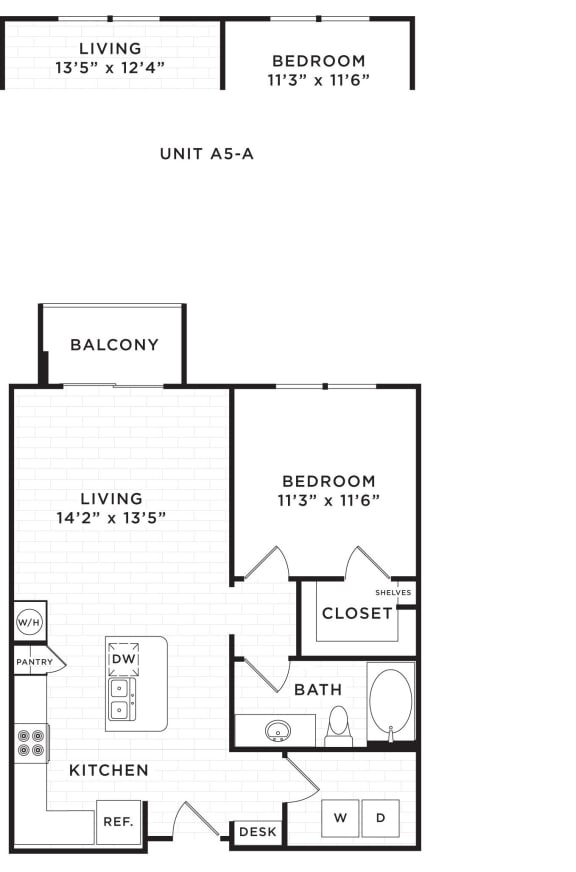 LIVING
13’5” x 12’4”
BEDROOM
11’3” x 11’6”
UNIT A5-A
BALCONY
LIVING
14’2” x 13’5”
BEDROOM
11’3” x 11’6”
SHELVES
CLOSET
W/H
PANTRY
DW
BATH
KITCHEN
REF.
DESK
W
D